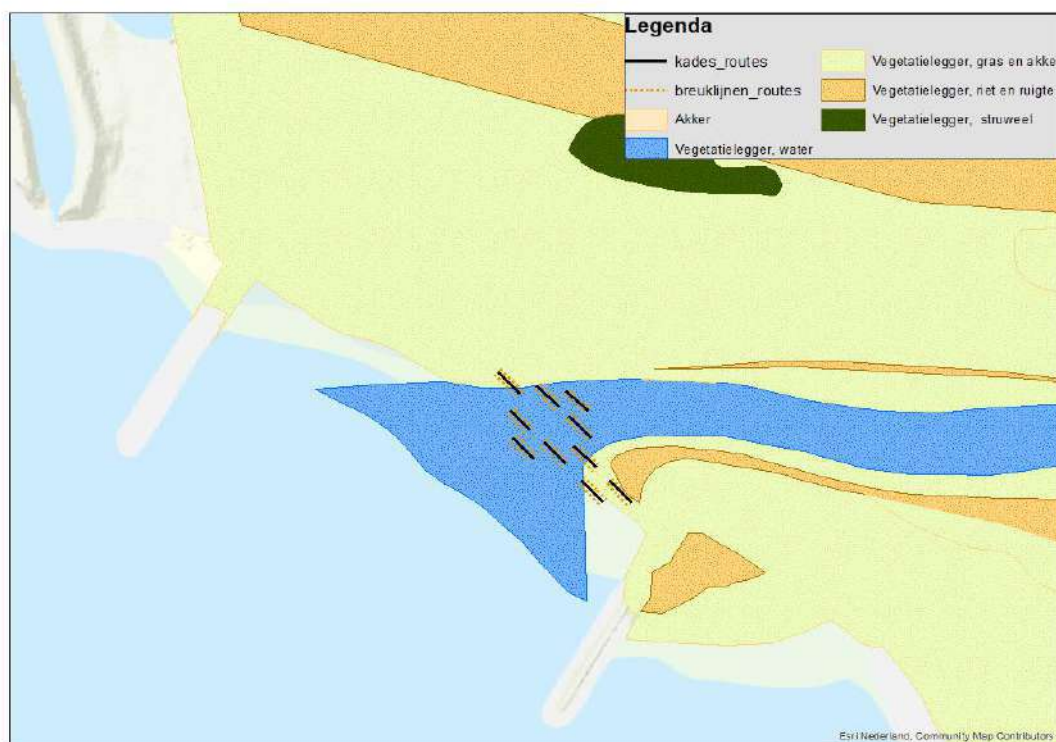 Legenda
kades_routes
breuklijnen_routes
Akker
Vegetatielegger, water
Vegetatielegger, gras en akke
Vegetatielegger, riet en ruigte
Vegetatielegger, struweel
Esri Nederland, Community Map Contributors